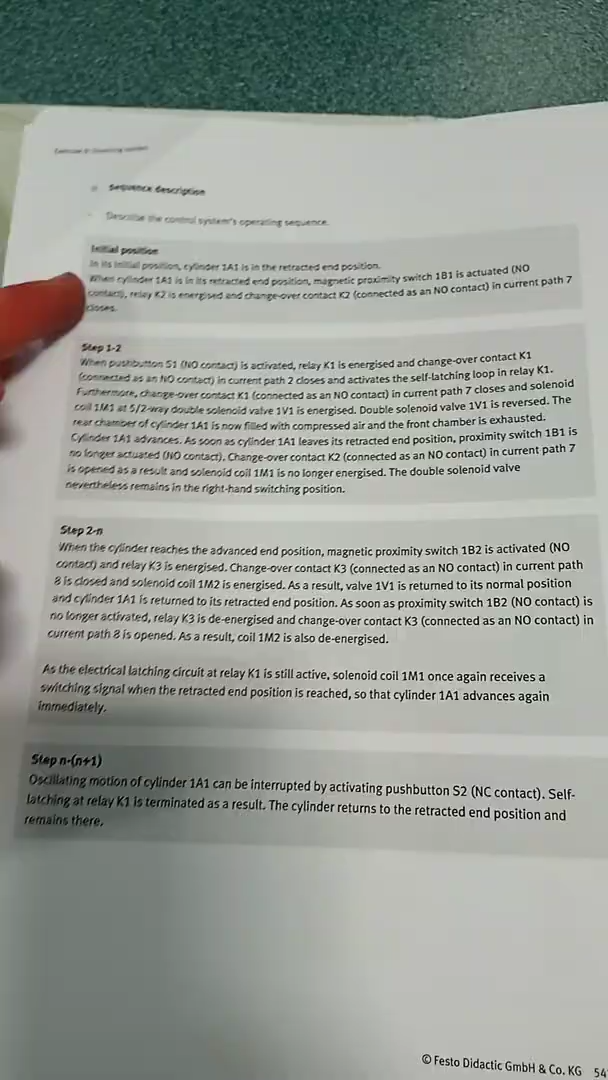 Sequence description
Describe the control system's operating sequence.
Initial position
In its initial position, cylinder 1A1 is in the retracted end position.
When cylinder 1A1 is in its retracted end position, magnetic proximity switch 1B1 is actuated (NO
contact), relay K2 is energised and change-over contact K2 (connected as an NO contact) in current path 7
closes.
Step 1-2
When pushbutton S1 (NO contact) is activated, relay K1 is energised and change-over contact K1
(connected as an NO contact) in current path 2 closes and activates the self-latching loop in relay K1.
Furthermore, change-over contact K1 (connected as an NO contact) in current path 7 closes and solenoid
coil 1M1 at 5/2-way double solenoid valve 1V1 is energised. Double solenoid valve 1V1 is reversed. The
rear chamber of cylinder 1A1 is now filled with compressed air and the front chamber is exhausted.
Cylinder 1A1 advances. As soon as cylinder 1A1 leaves its retracted end position, proximity switch 1B1 is
no longer actuated (NO contact). Change-over contact K2 (connected as an NO contact) in current path 7
is opened as a result and solenoid coil 1M1 is no longer energised. The double solenoid valve
nevertheless remains in the right-hand switching position.
Step 2-n
When the cylinder reaches the advanced end position, magnetic proximity switch 1B2 is activated (NO
contact) and relay K3 is energised. Change-over contact K3 (connected as an NO contact) in current path
8 is closed and solenoid coil 1M2 is energised. As a result, valve 1V1 is returned to its normal position
and cylinder 1A1 is returned to its retracted end position. As soon as proximity switch 1B2 (NO contact) is
no longer activated, relay K3 is de-energised and change-over contact K3 (connected as an NO contact) in
current path 8 is opened. As a result, coil 1M2 is also de-energised.
As the electrical latching circuit at relay K1 is still active, solenoid coil 1M1 once again receives a
switching signal when the retracted end position is reached, so that cylinder 1A1 advances again
immediately.
Step n-(n+1)
Oscillating motion of cylinder 1A1 can be interrupted by activating pushbutton S2 (NC contact). Self-
latching at relay K1 is terminated as a result. The cylinder returns to the retracted end position and
remains there.
© Festo Didactic GmbH & Co. KG 54